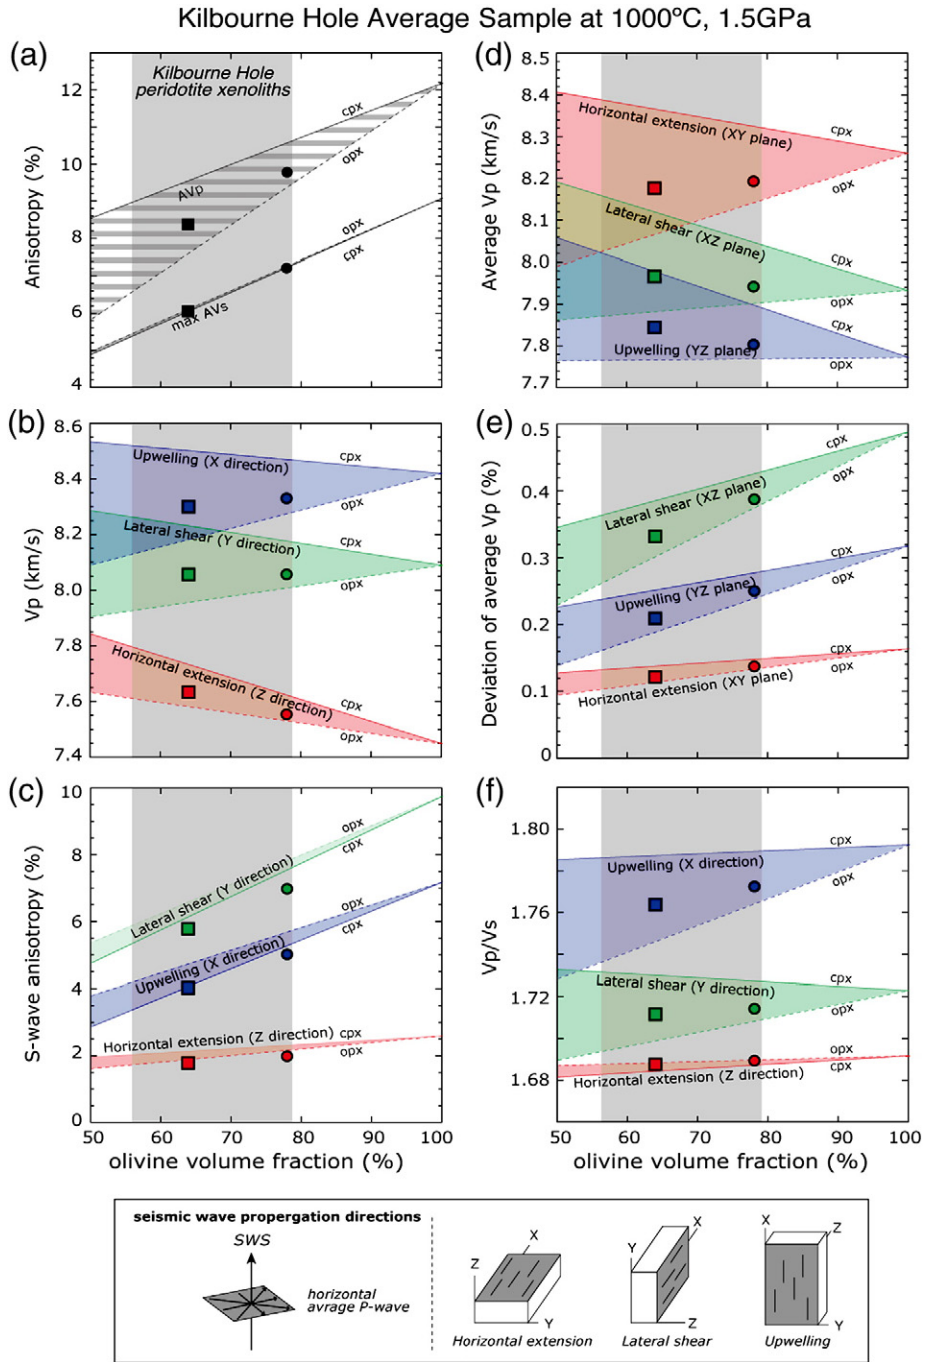 Kilbourne Hole Average Sample at 1000ºC, 1.5GPa
(a)
Kilbourne Hole
peridotite xenoliths
Anisotropy (%)
12
10
8
6
4
cpx
opx
AVp
opx
cpx
max AVs
(b)
Vp (km/s)
8.6
8.4
8.2
8.0
7.8
7.6
7.4
Upwelling (X direction)
cpx
opx
Lateral shear (Y direction)
cpx
opx
Horizontal extension (Z direction)
cpx
opx
(c)
S-wave anisotropy (%)
10
8
6
4
2
0
opx
cpx
Lateral shear (Y direction)
opx
cpx
Upwelling (X direction)
Horizontal extension (Z direction)
cpx
opx
50 60 70 80 90 100
olivine volume fraction (%)
(d)
Average Vp (km/s)
8.5
8.4
8.3
8.2
8.1
8.0
7.9
7.8
7.7
Horizontal extension (XY plane)
cpx
opx
Lateral shear (XZ plane)
cpx
opx
cpx
Upwelling (YZ plane)
opx
(e)
Deviation of average Vp (%)
0.5
0.4
0.3
0.2
0.1
0
cpx
opx
Lateral shear (XZ plane)
cpx
opx
Upwelling (YZ plane)
cpx
opx
Horizontal extension (XY plane)
(f)
Vp/Vs
1.80
1.76
1.72
1.68
cpx
Upwelling (X direction)
opx
cpx
Lateral shear (Y direction)
opx
opx
cpx
Horizontal extension (Z direction)
50 60 70 80 90 100
olivine volume fraction (%)
seismic wave propergation directions
SWS
horizontal
avrage P-wave
X
Z
Y
Horizontal extension
X
Y
Z
Lateral shear
X
Z
Y
Upwelling